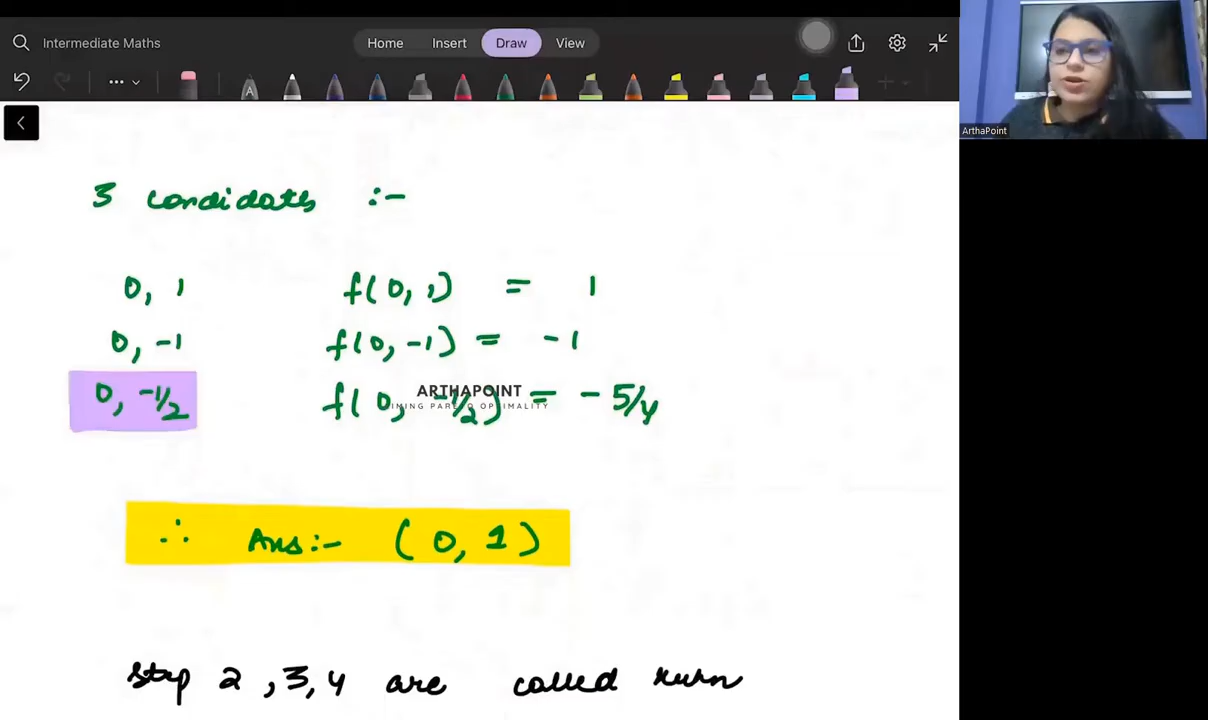 Intermediate Maths
Home Insert Draw View
ArthaPoint
3 candidates :-
0, 1 f(0, 1) = 1
0, -1 f(0, -1) = -1
0, -1/2 f(0, -1/2) = - 5/4
ARTHAPOINT
∴ Ans:- (0, 1)
Step 2, 3, 4 are called